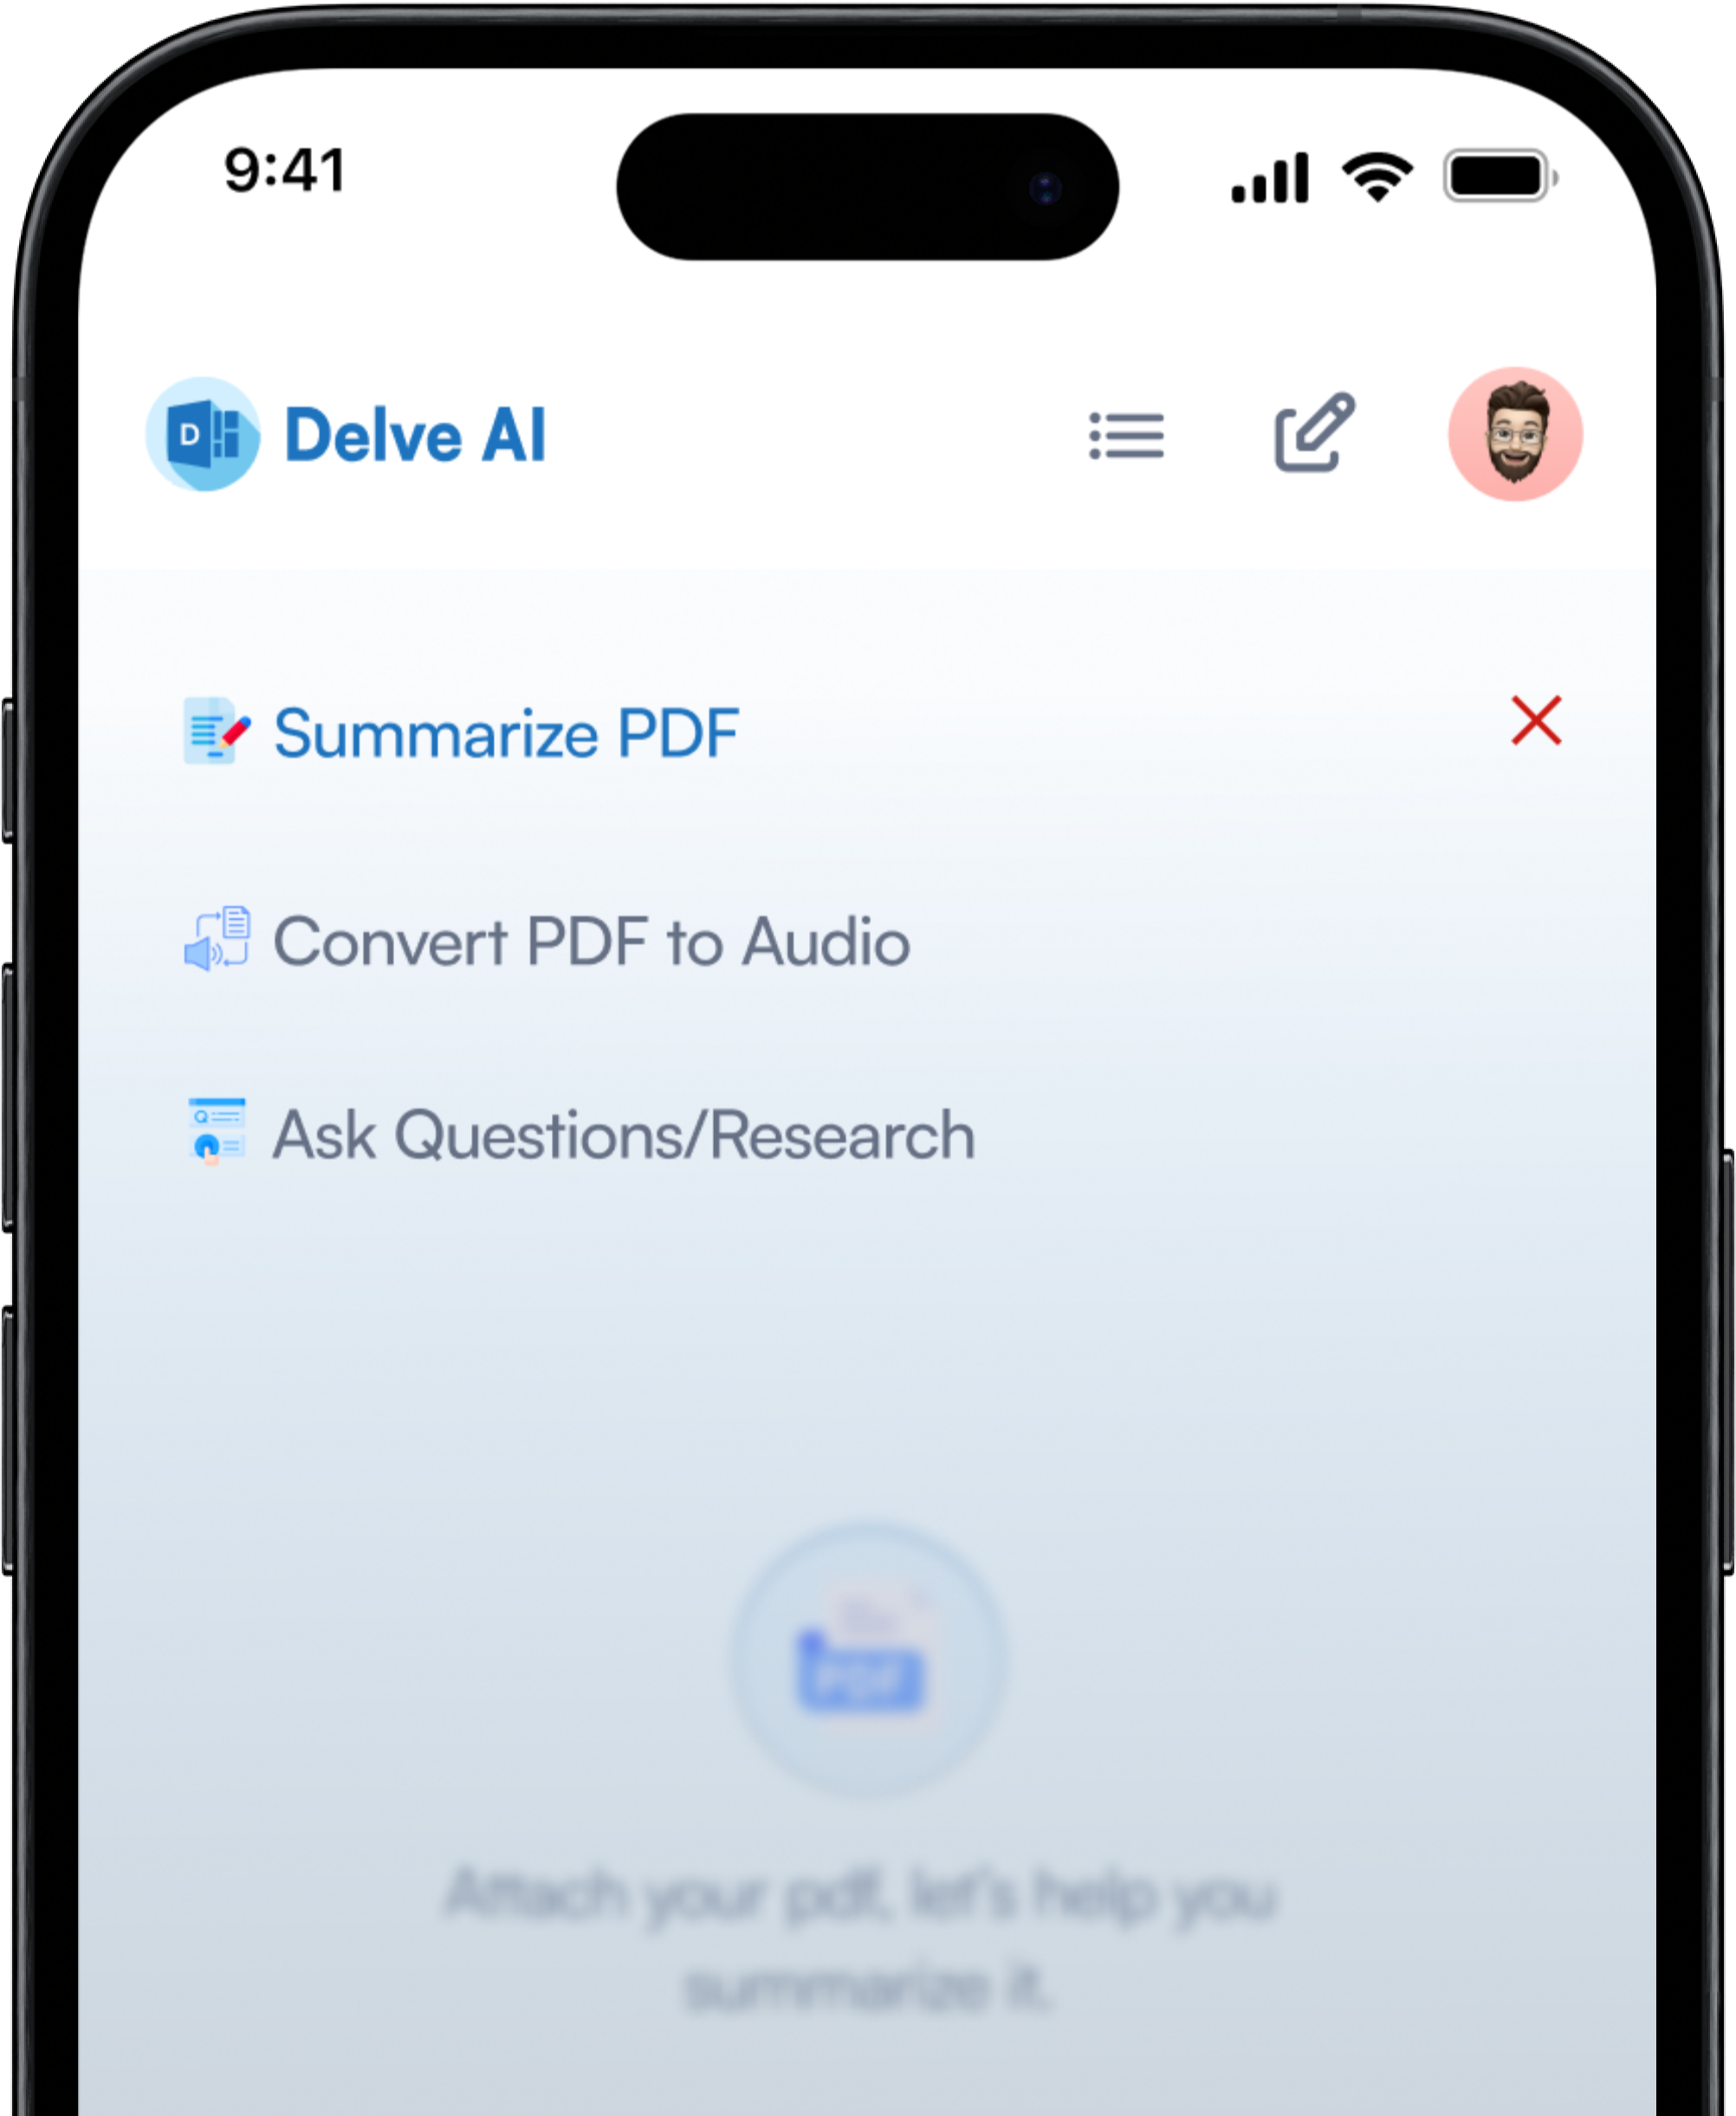 9:41
D
Delve AI
Summarize PDF
Convert PDF to Audio
Q
Ask Questions/Research
PDF
Attach your pdf, let's help you
summarize it.